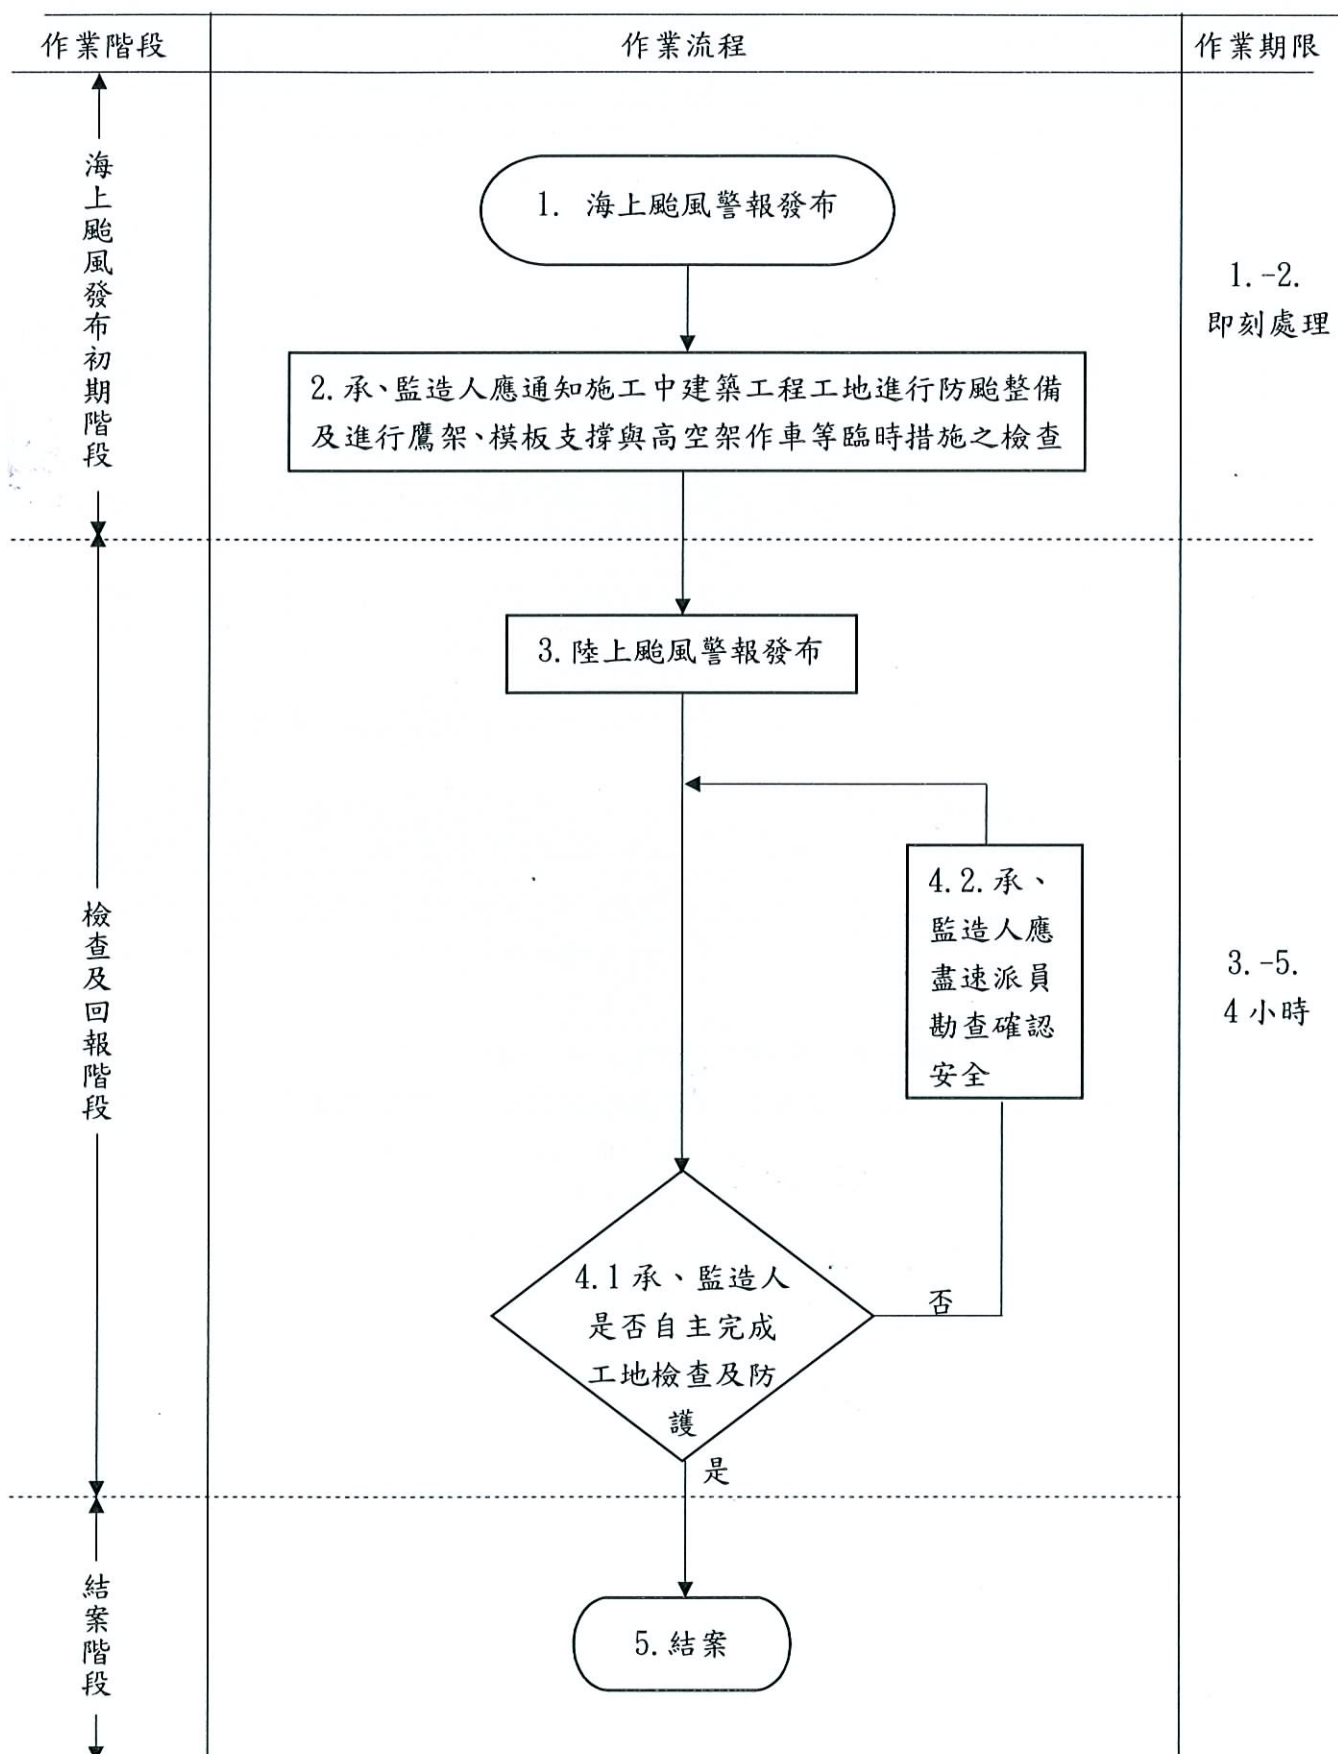 作業階段
作業流程
作業期限
海上颱風發布初期階段
1. 海上颱風警報發布
1.-2.
即刻處理
2.承、監造人應通知施工中建築工程工地進行防颱整備
及進行鷹架、模板支撐與高空架作車等臨時措施之檢查
檢查及回報階段
3.陸上颱風警報發布
4.2.承、
監造人應
盡速派員
勘查確認
安全
3.-5.
4 小時
4.1 承、監造人
是否自主完成
工地檢查及防
護
否
是
結案階段
5.結案